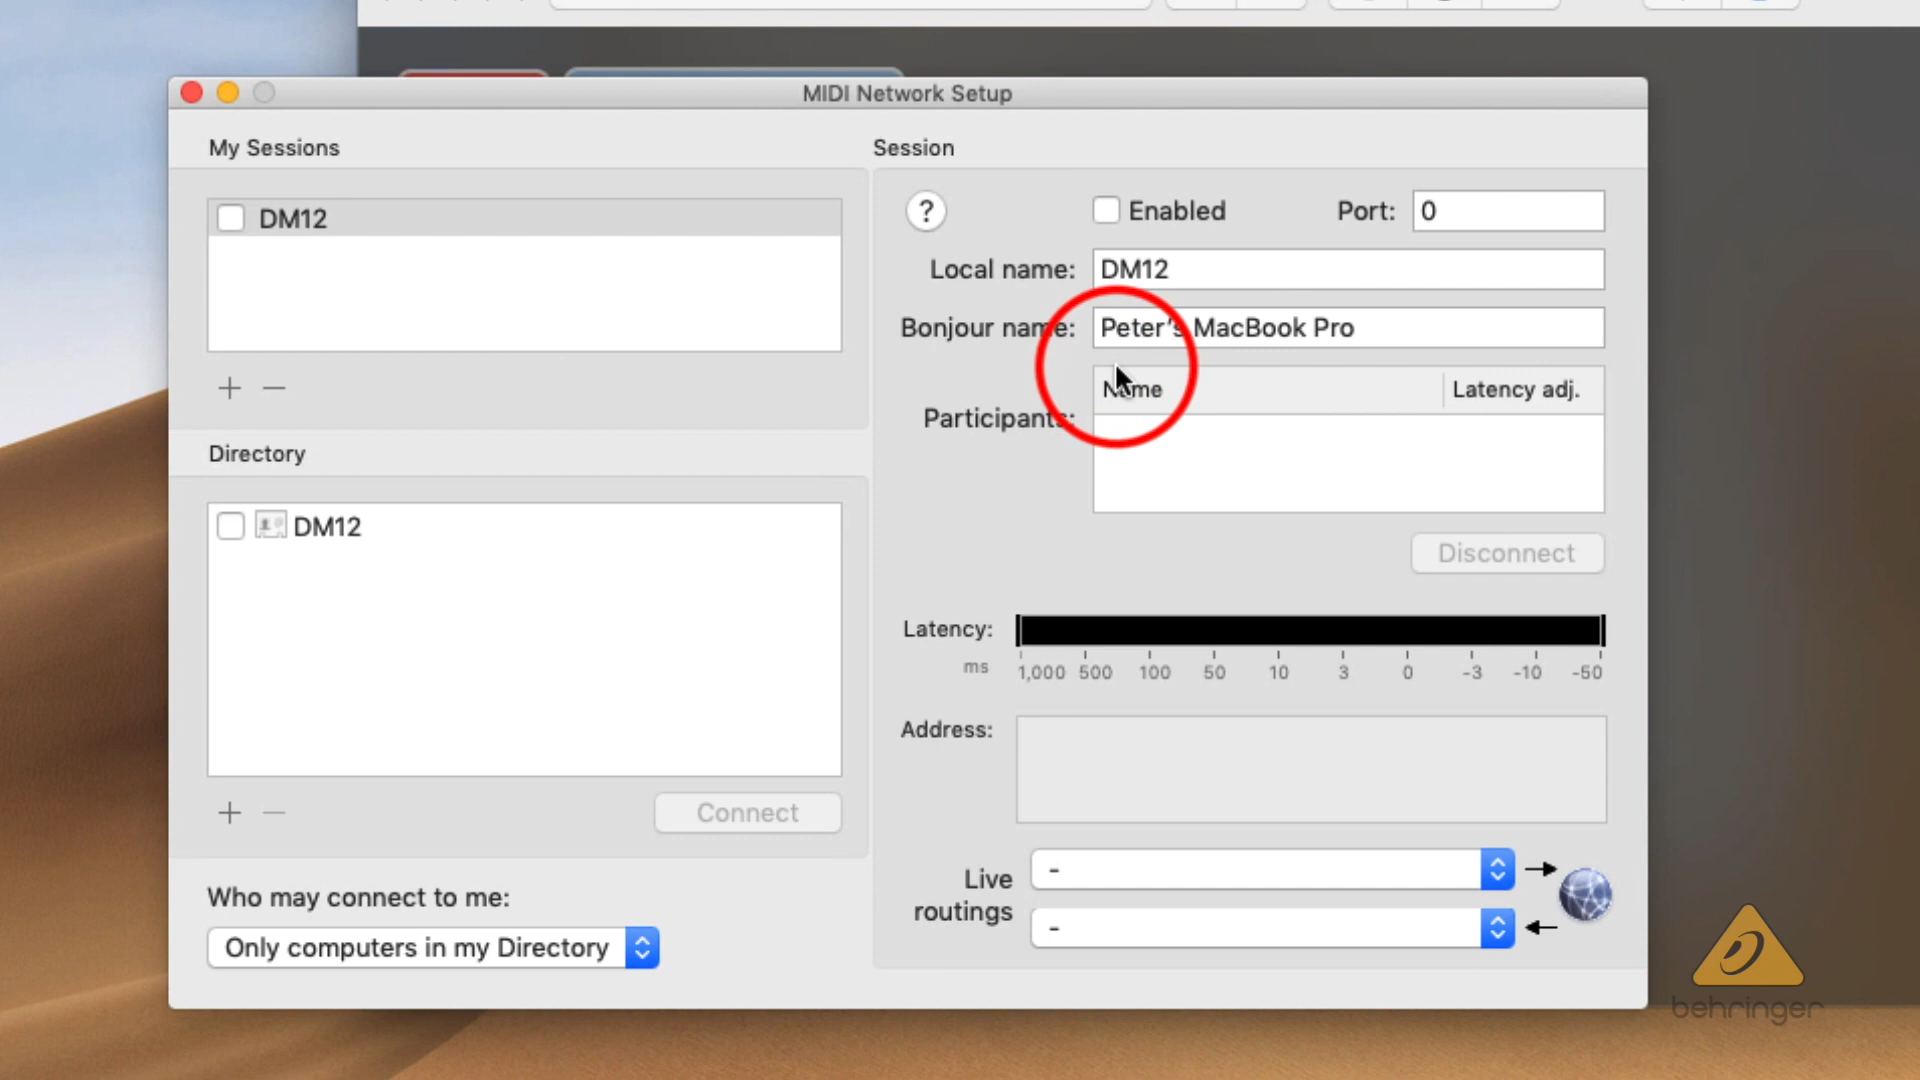 MIDI Network Setup
My Sessions
DM12
+ −
Directory
DM12
+ −
Connect
Who may connect to me:
Only computers in my Directory
Session
? Enabled Port: 0
Local name: DM12
Bonjour name: Peter’s MacBook Pro
Name Latency adj.
Participants:
Disconnect
Latency:
ms 1,000 500 100 50 10 3 0 -3 -10 -50
Address:
Live routings
-
-
behringer